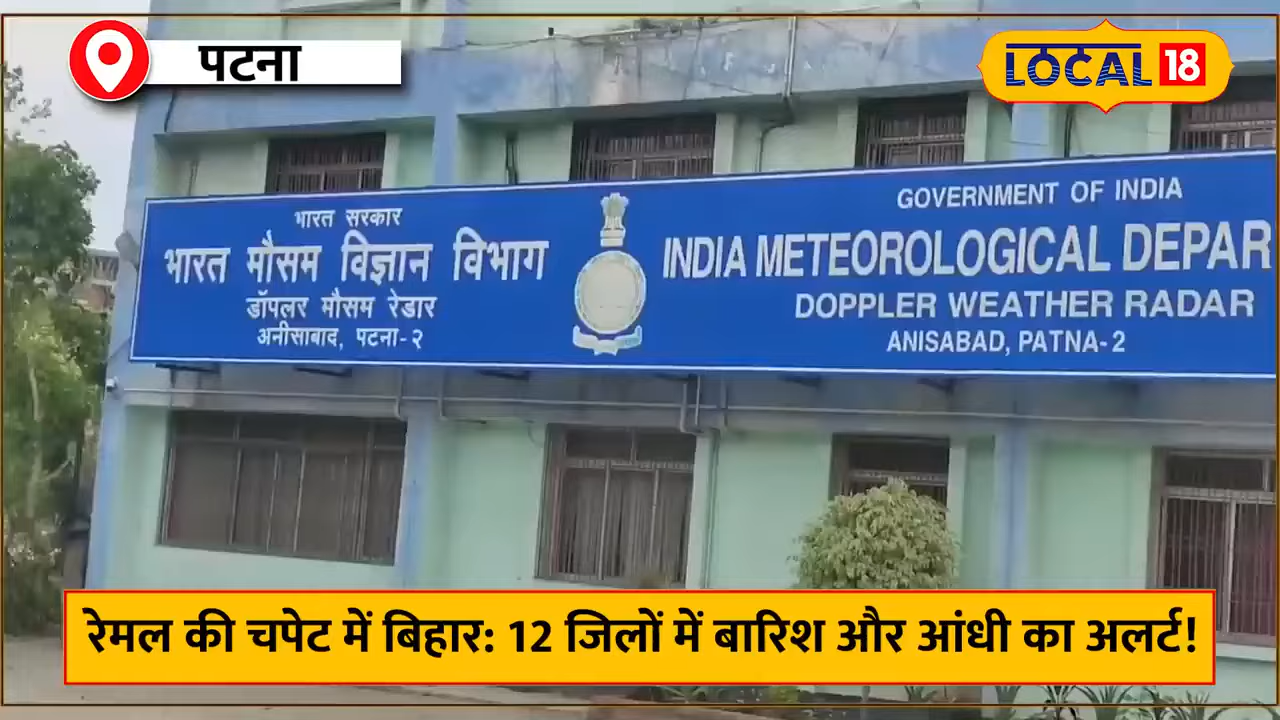 पटना
LOCAL 18
भारत सरकार
भारत मौसम विज्ञान विभाग
डॉपलर मौसम रेडार
अनीसाबाद, पटना-२
GOVERNMENT OF INDIA
INDIA METEOROLOGICAL DEPAR
DOPPLER WEATHER RADAR
ANISABAD, PATNA-2
रेमल की चपेट में बिहार: 12 जिलों में बारिश और आंधी का अलर्ट!